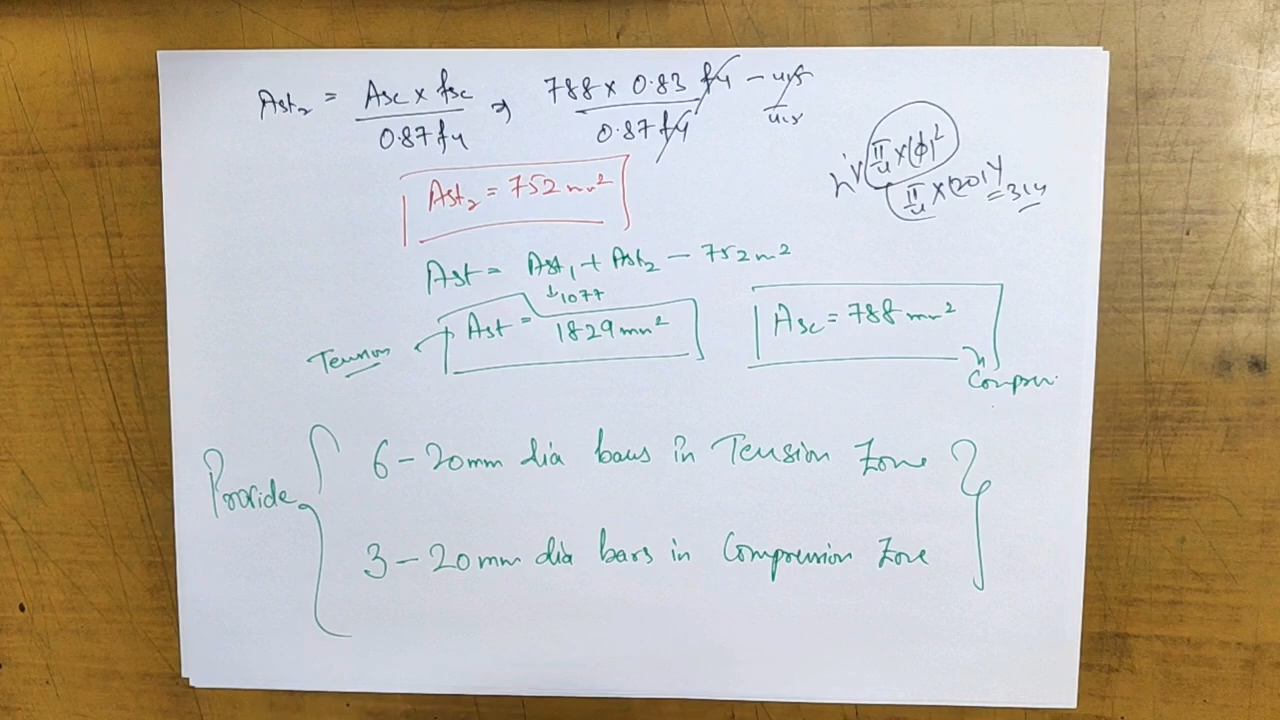 Ast₂ = Asc × fsc / 0.87 fy ⇒ 788 × 0.83 fy / 0.87 fy
Ast₂ = 752 mm²
π/4 × (φ)²
π/4 × (20)² = 314
Ast = Ast₁ + Ast₂ – 752 m²
↓ 1077
Tension
Ast = 1829 mm²
Asc = 788 mm²
Compre
Provide
6 – 20mm dia bars in Tension Zone
3 – 20mm dia bars in Compression Zone